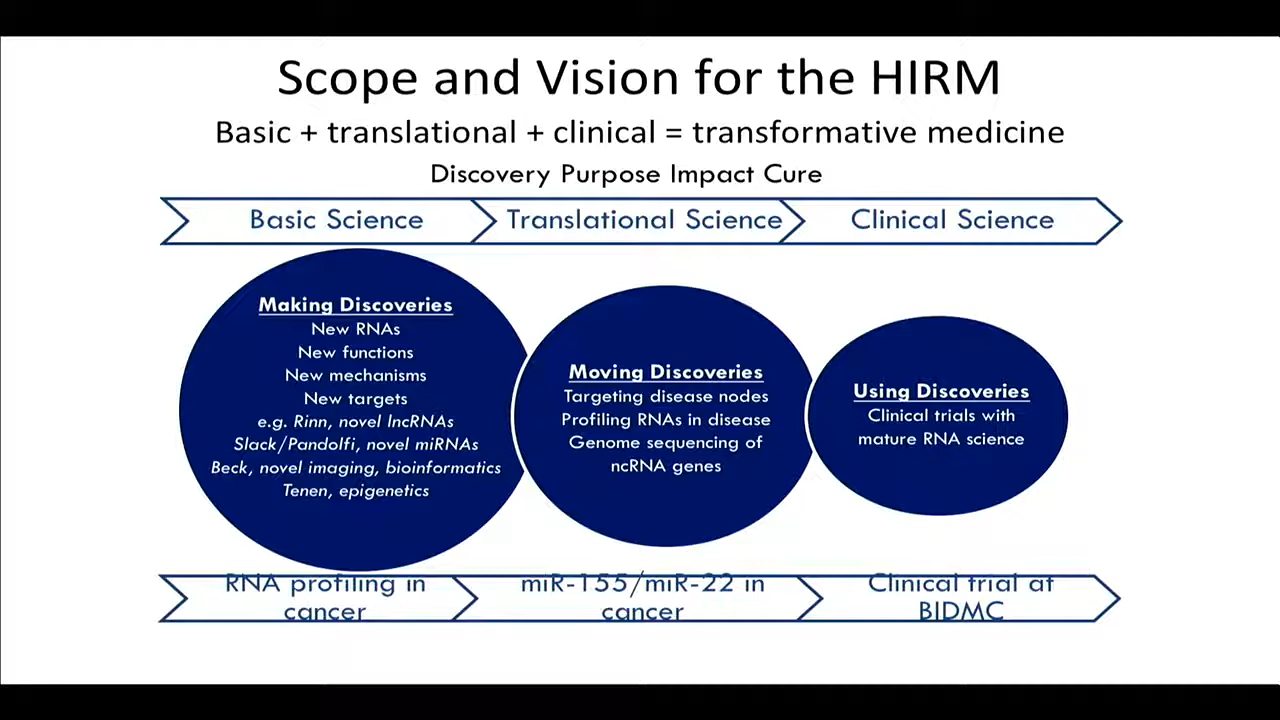 Scope and Vision for the HIRM
Basic + translational + clinical = transformative medicine
Discovery Purpose Impact Cure
Basic Science
Translational Science
Clinical Science
Making Discoveries
New RNAs
New functions
New mechanisms
New targets
e.g. Rinn, novel lncRNAs
Slack/Pandolfi, novel miRNAs
Beck, novel imaging, bioinformatics
Tenen, epigenetics
Moving Discoveries
Targeting disease nodes
Profiling RNAs in disease
Genome sequencing of
ncRNA genes
Using Discoveries
Clinical trials with
mature RNA science
RNA profiling in
cancer
miR-155/miR-22 in
cancer
Clinical trial at
BIDMC